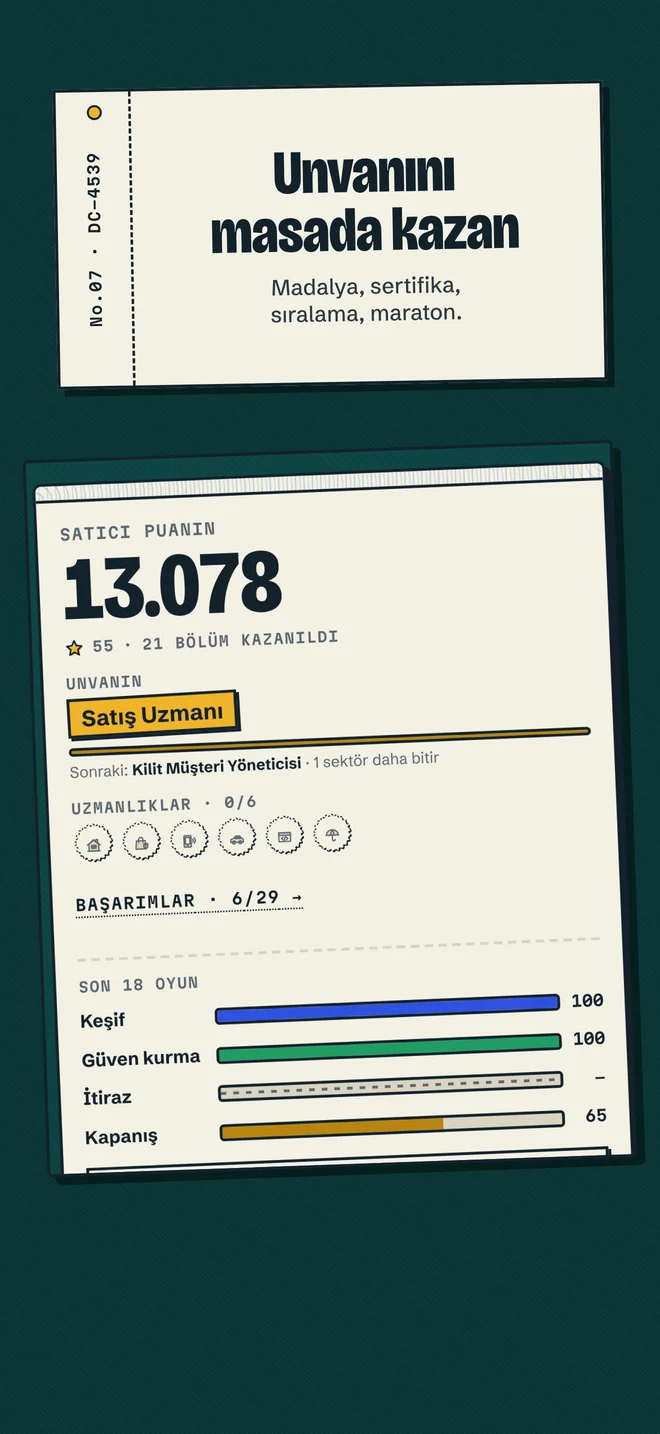 No.07 · DC-4539
Unvanını
masada kazan
Madalya, sertifika,
sıralama, maraton.
SATICI PUANIN
13.078
55 · 21 BÖLÜM KAZANILDI
UNVANIN
Satış Uzmanı
Sonraki: Kilit Müşteri Yöneticisi · 1 sektör daha bitir
UZMANLIKLAR · 0/6
BAŞARIMLAR · 6/29 →
SON 18 OYUN
Keşif 100
Güven kurma 100
İtiraz –
Kapanış 65